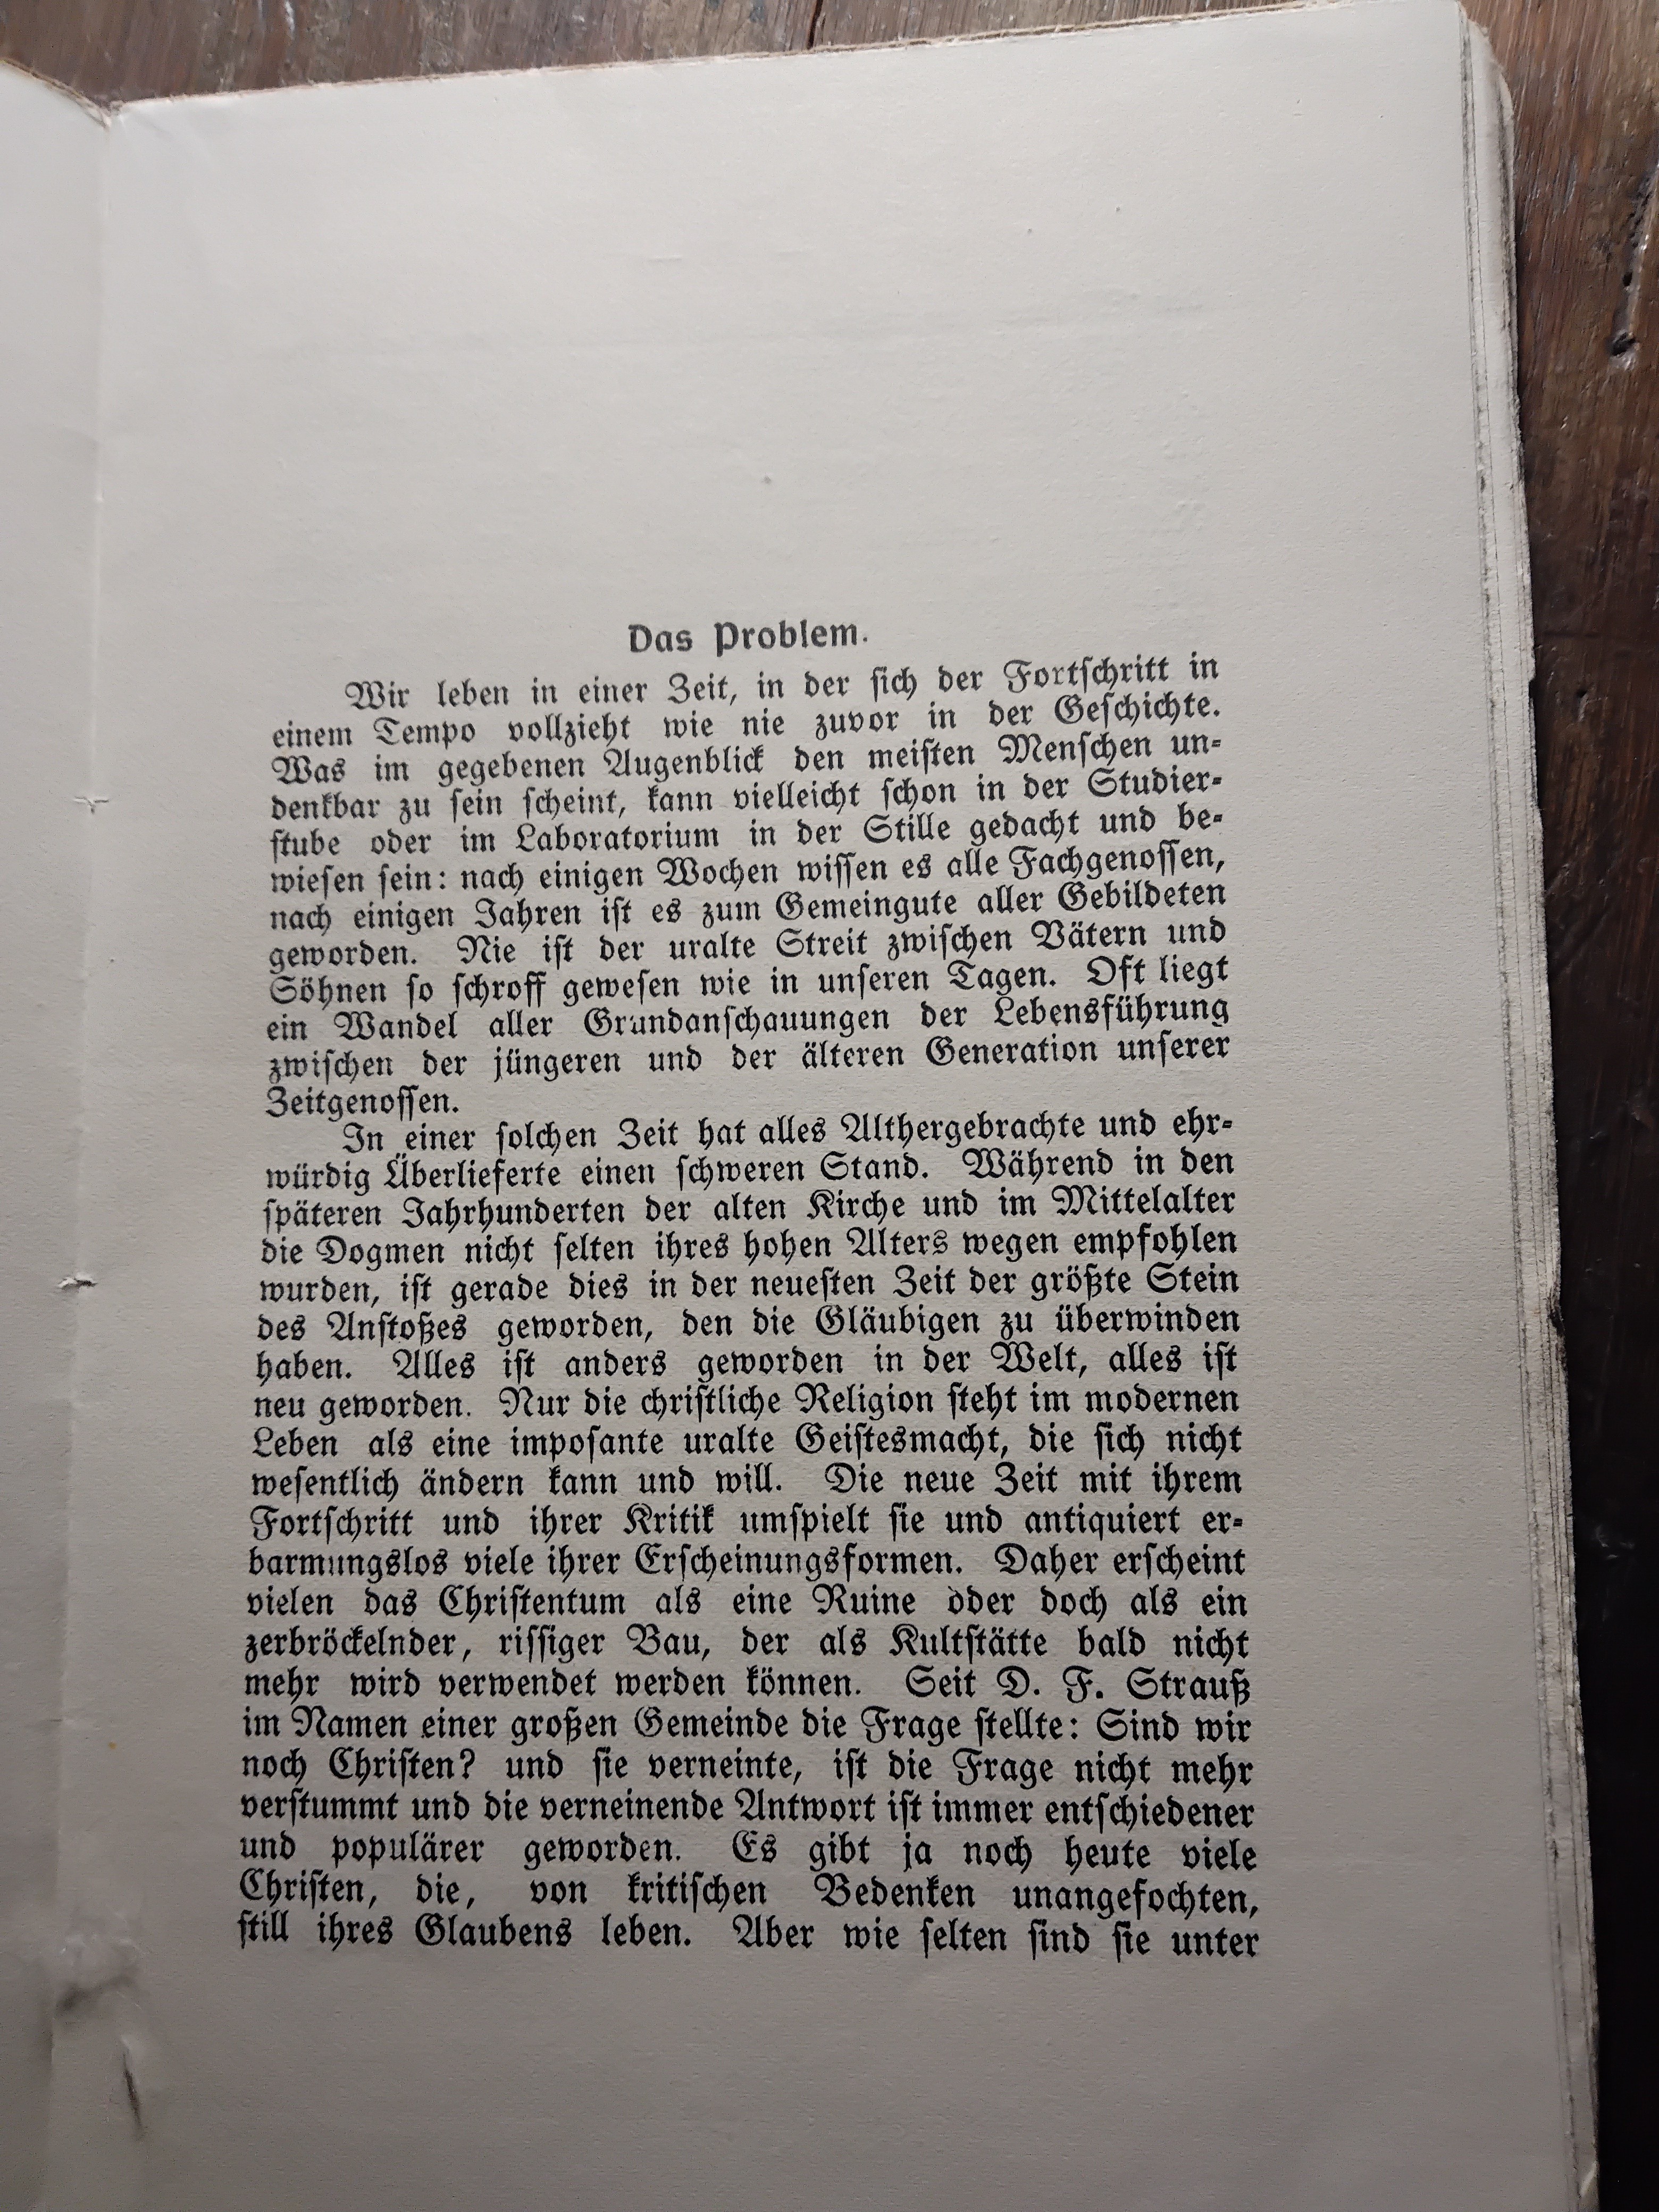 Das Problem.
Wir leben in einer Zeit, in der sich der Fortschritt in
einem Tempo vollzieht wie nie zuvor in der Geschichte.
Was im gegebenen Augenblick den meisten Menschen un-
denkbar zu sein scheint, kann vielleicht schon in der Studier-
stube oder im Laboratorium in der Stille gedacht und be-
wiesen sein: nach einigen Wochen wissen es alle Fachgenossen,
nach einigen Jahren ist es zum Gemeingute aller Gebildeten
geworden. Nie ist der uralte Streit zwischen Vätern und
Söhnen so schroff gewesen wie in unseren Tagen. Oft liegt
ein Wandel aller Grundanschauungen der Lebensführung
zwischen der jüngeren und der älteren Generation unserer
Zeitgenossen.
In einer solchen Zeit hat alles Althergebrachte und ehr-
würdig Überlieferte einen schweren Stand. Während in den
späteren Jahrhunderten der alten Kirche und im Mittelalter
die Dogmen nicht selten ihres hohen Alters wegen empfohlen
wurden, ist gerade dies in der neuesten Zeit der größte Stein
des Anstoßes geworden, den die Gläubigen zu überwinden
haben. Alles ist anders geworden in der Welt, alles ist
neu geworden. Nur die christliche Religion steht im modernen
Leben als eine imposante uralte Geistesmacht, die sich nicht
wesentlich ändern kann und will. Die neue Zeit mit ihrem
Fortschritt und ihrer Kritik umspielt sie und antiquiert er-
barmungslos viele ihrer Erscheinungsformen. Daher erscheint
vielen das Christentum als eine Ruine oder doch als ein
zerbröckelnder, rissiger Bau, der als Kultstätte bald nicht
mehr wird verwendet werden können. Seit D. F. Strauß
im Namen einer großen Gemeinde die Frage stellte: Sind wir
noch Christen? und sie verneinte, ist die Frage nicht mehr
verstummt und die verneinende Antwort ist immer entschiedener
und populärer geworden. Es gibt ja noch heute viele
Christen, die, von kritischen Bedenken unangefochten,
still ihres Glaubens leben. Aber wie selten sind sie unter